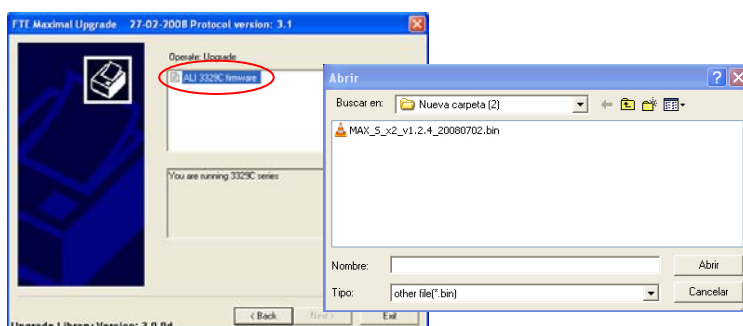 FTE Maximal Upgrade 27-02-2008 Protocol version: 3.1
Operate: Upgrade
ALI 3329C firmware
You are running 3329C series
< Back
Next >
Exit
Upgrade Library Version: 3.0.0d
Abrir
Buscar en:
Nueva carpeta (2)
MAX_S_x2_v1.2.4_20080702.bin
Nombre:
Abrir
Tipo:
other file(*.bin)
Cancelar